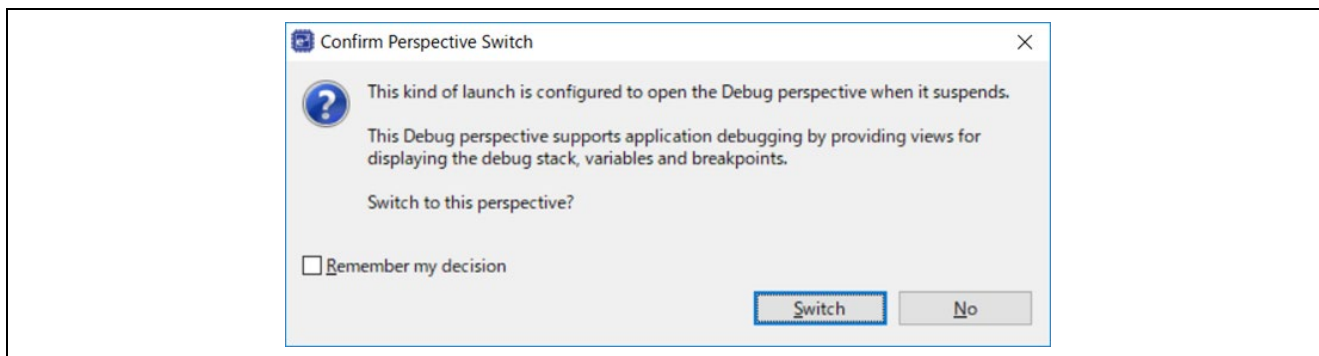 Confirm Perspective Switch
This kind of launch is configured to open the Debug perspective when it suspends.
This Debug perspective supports application debugging by providing views for
displaying the debug stack, variables and breakpoints.
Switch to this perspective?
Remember my decision
Switch No